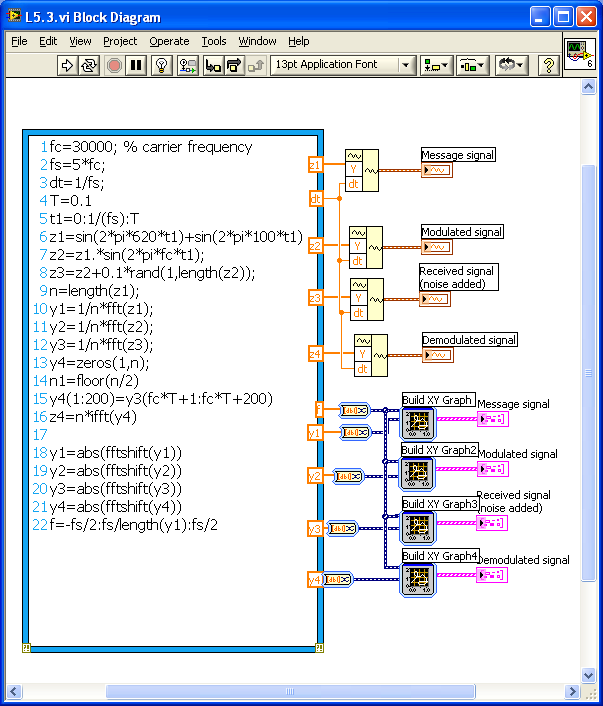 L5.3.vi Block Diagram
File Edit View Project Operate Tools Window Help
13pt Application Font
6
1 fc=30000; % carrier frequency
2 fs=5*fc;
3 dt=1/fs;
4 T=0.1
5 t1=0:1/(fs):T
6 z1=sin(2*pi*620*t1)+sin(2*pi*100*t1)
7 z2=z1.*sin(2*pi*fc*t1);
8 z3=z2+0.1*rand(1,length(z2));
9 n=length(z1);
10 y1=1/n*fft(z1);
11 y2=1/n*fft(z2);
12 y3=1/n*fft(z3);
13 y4=zeros(1,n);
14 n1=floor(n/2)
15 y4(1:200)=y3(fc*T+1:fc*T+200)
16 z4=n*ifft(y4)
17
18 y1=abs(fftshift(y1))
19 y2=abs(fftshift(y2))
20 y3=abs(fftshift(y3))
21 y4=abs(fftshift(y4))
22 f=-fs/2:fs/length(y1):fs/2
z1
dt
z2
z3
z4
f
y1
y2
y3
y4
Y
dt
Message signal
Y
dt
Modulated signal
Y
dt
Received signal
(noise added)
Y
dt
Demodulated signal
Build XY Graph
Message signal
Build XY Graph2
Modulated signal
Build XY Graph3
Received signal
(noise added)
Build XY Graph4
Demodulated signal